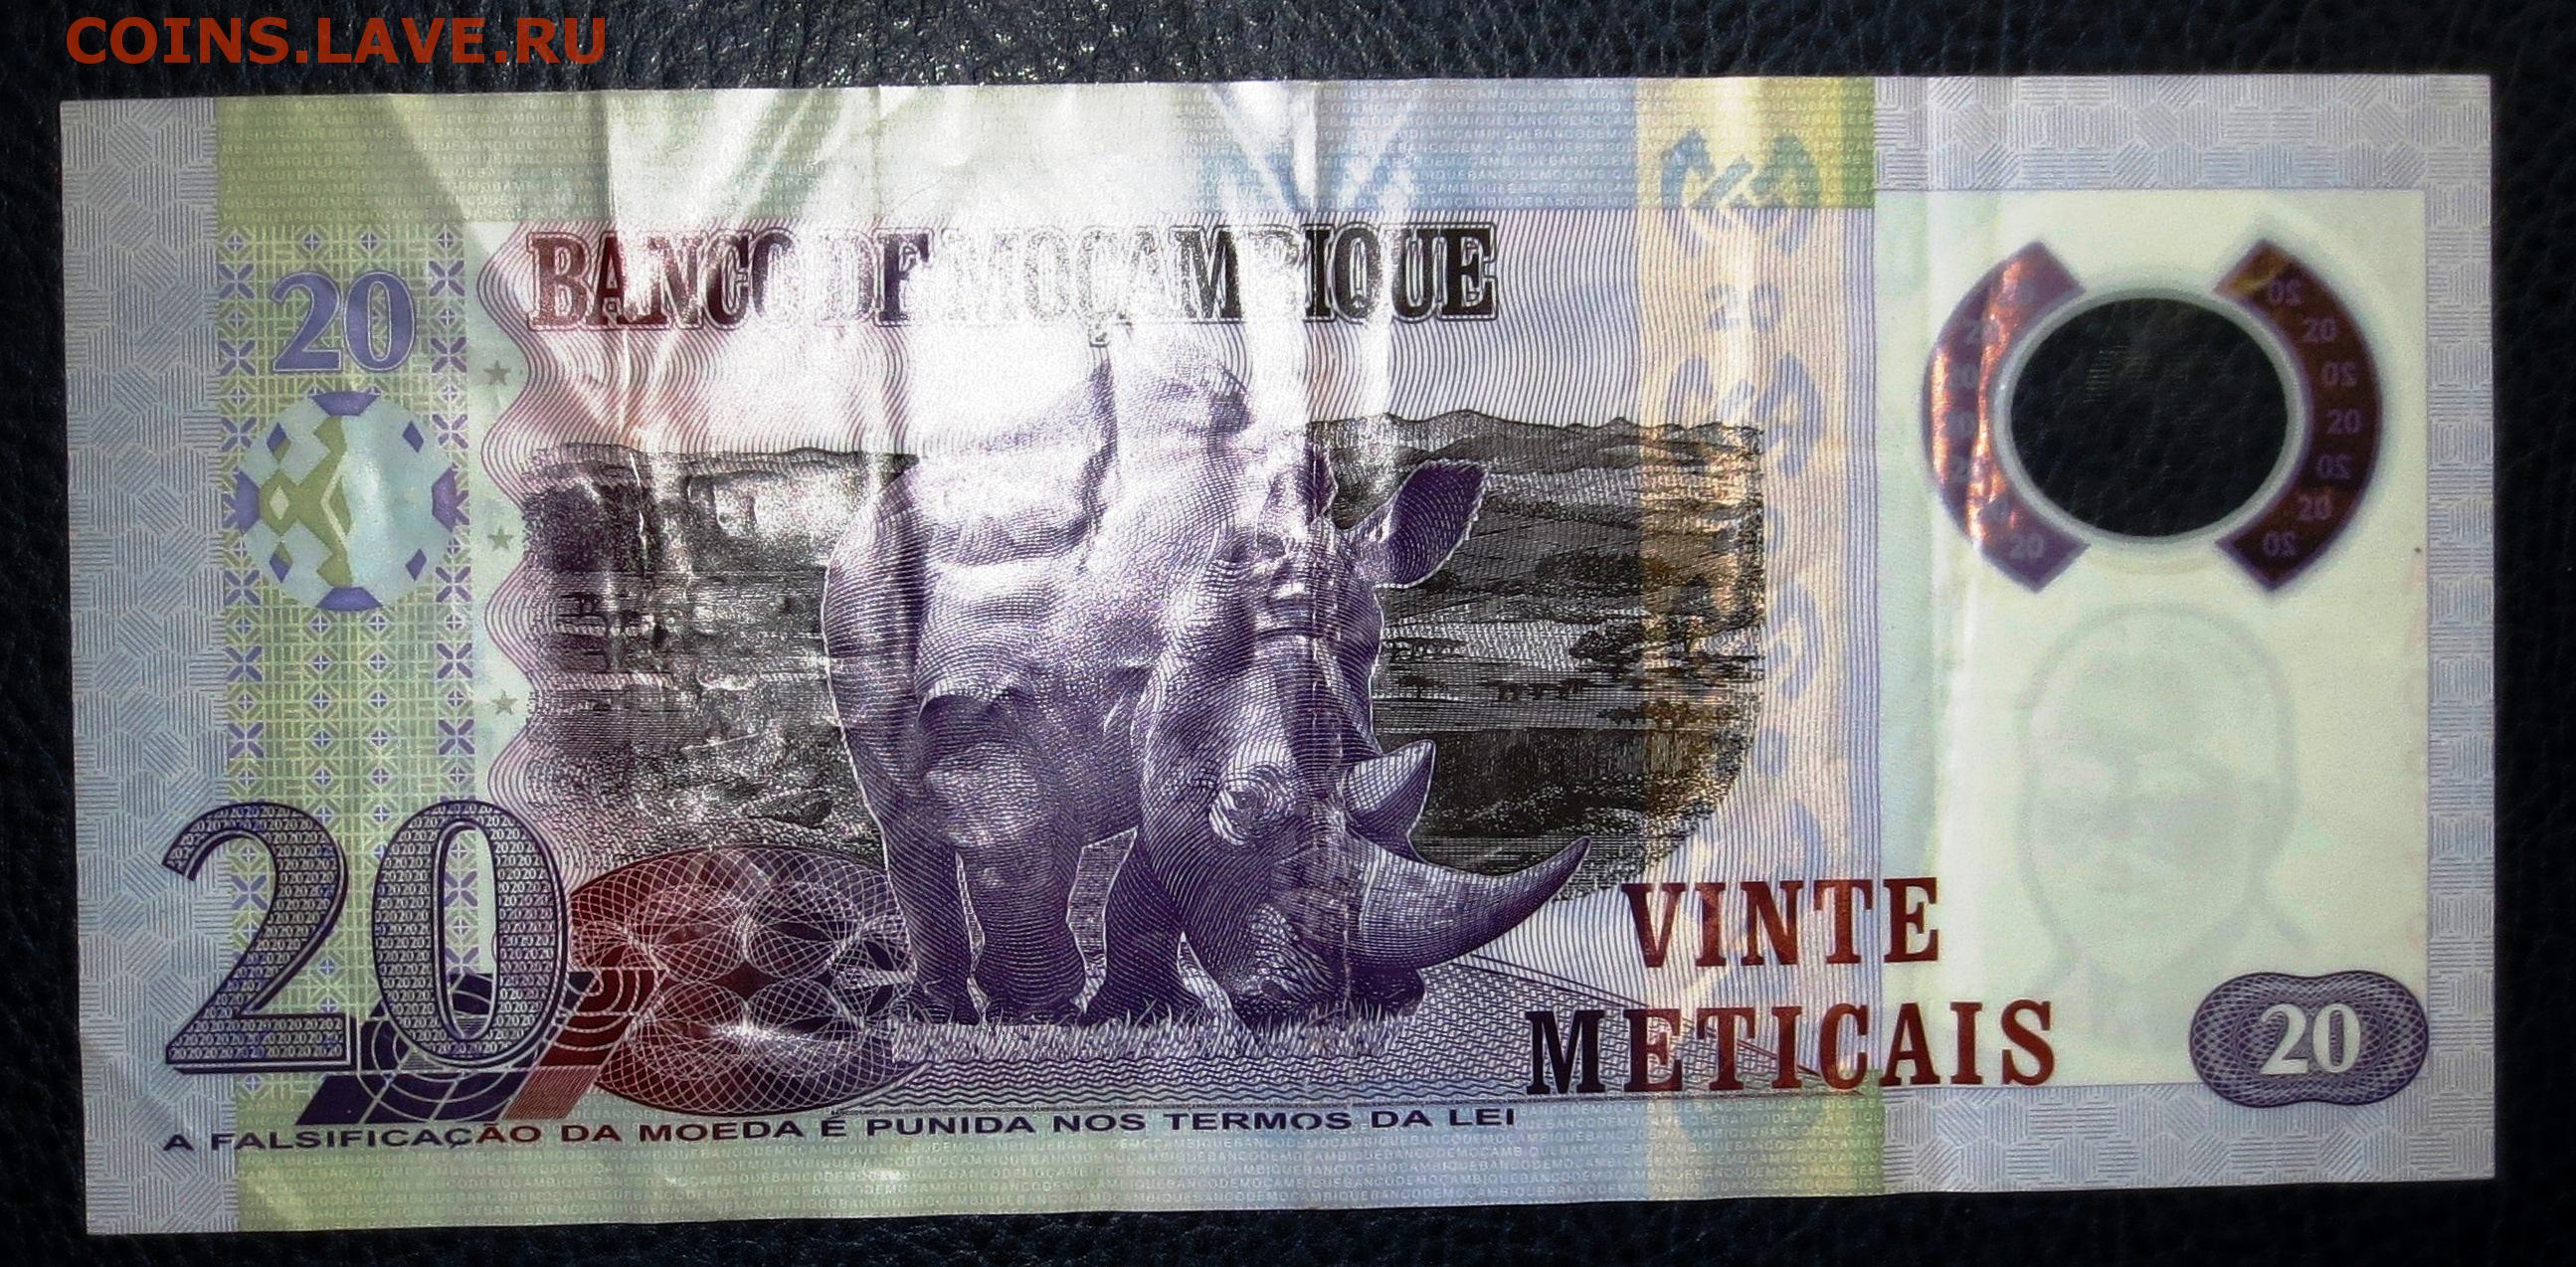 COINS.LAVE.RU
20
BANCO DE MOÇAMBIQUE
20
VINTE
METICAIS
20
A FALSIFICAÇÃO DA MOEDA É PUNIDA NOS TERMOS DA LEI